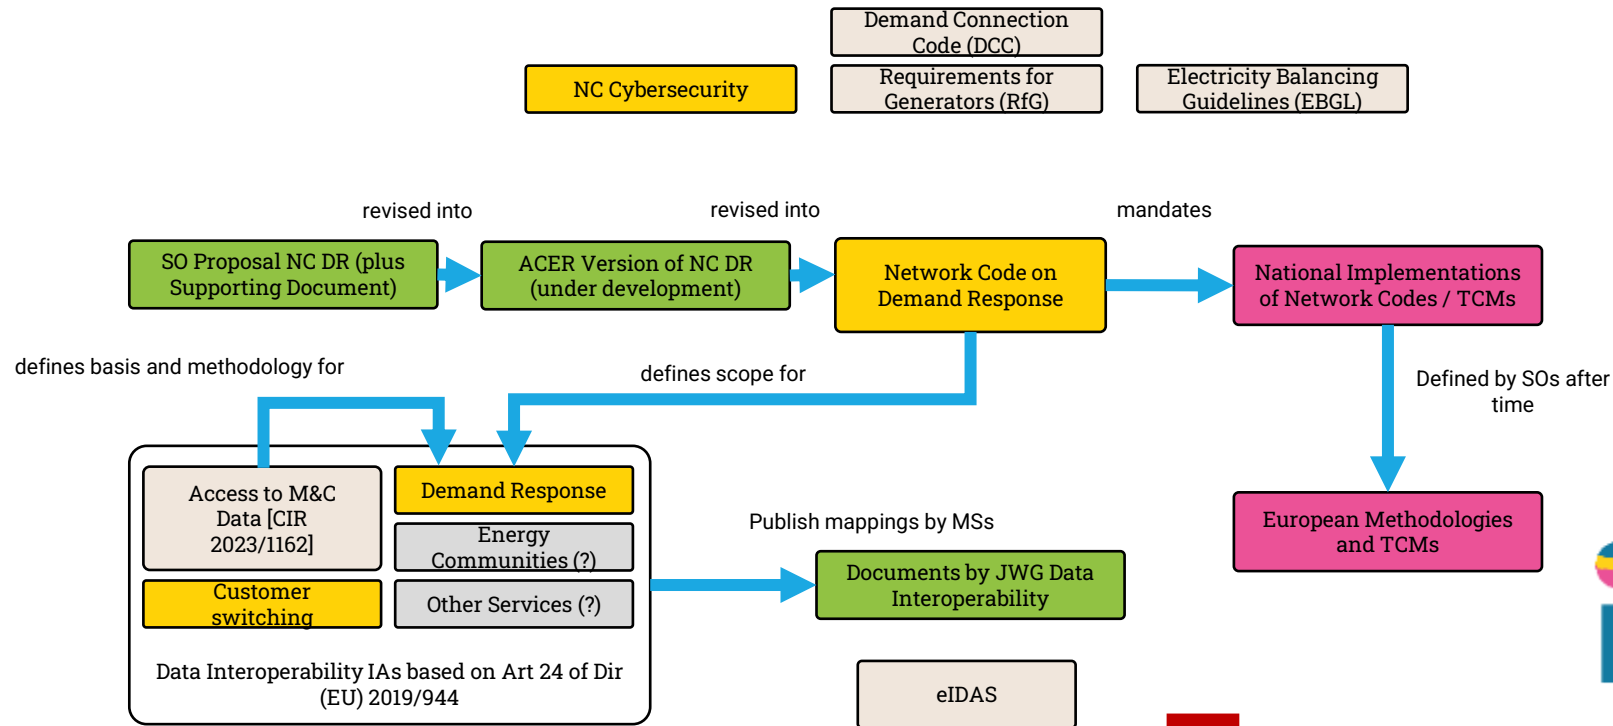 Demand Connection
Code (DCC)
NC Cybersecurity
Requirements for
Generators (RfG)
Electricity Balancing
Guidelines (EBGL)
revised into
revised into
mandates
SO Proposal NC DR (plus
Supporting Document)
ACER Version of NC DR
(under development)
Network Code on
Demand Response
National Implementations
of Network Codes / TCMs
defines basis and methodology for
defines scope for
Defined by SOs after
time
Access to M&C
Data [CIR
2023/1162]
Demand Response
Energy
Communities (?)
Customer
switching
Other Services (?)
Data Interoperability IAs based on Art 24 of Dir
(EU) 2019/944
Publish mappings by MSs
Documents by JWG Data
Interoperability
European Methodologies
and TCMs
eIDAS